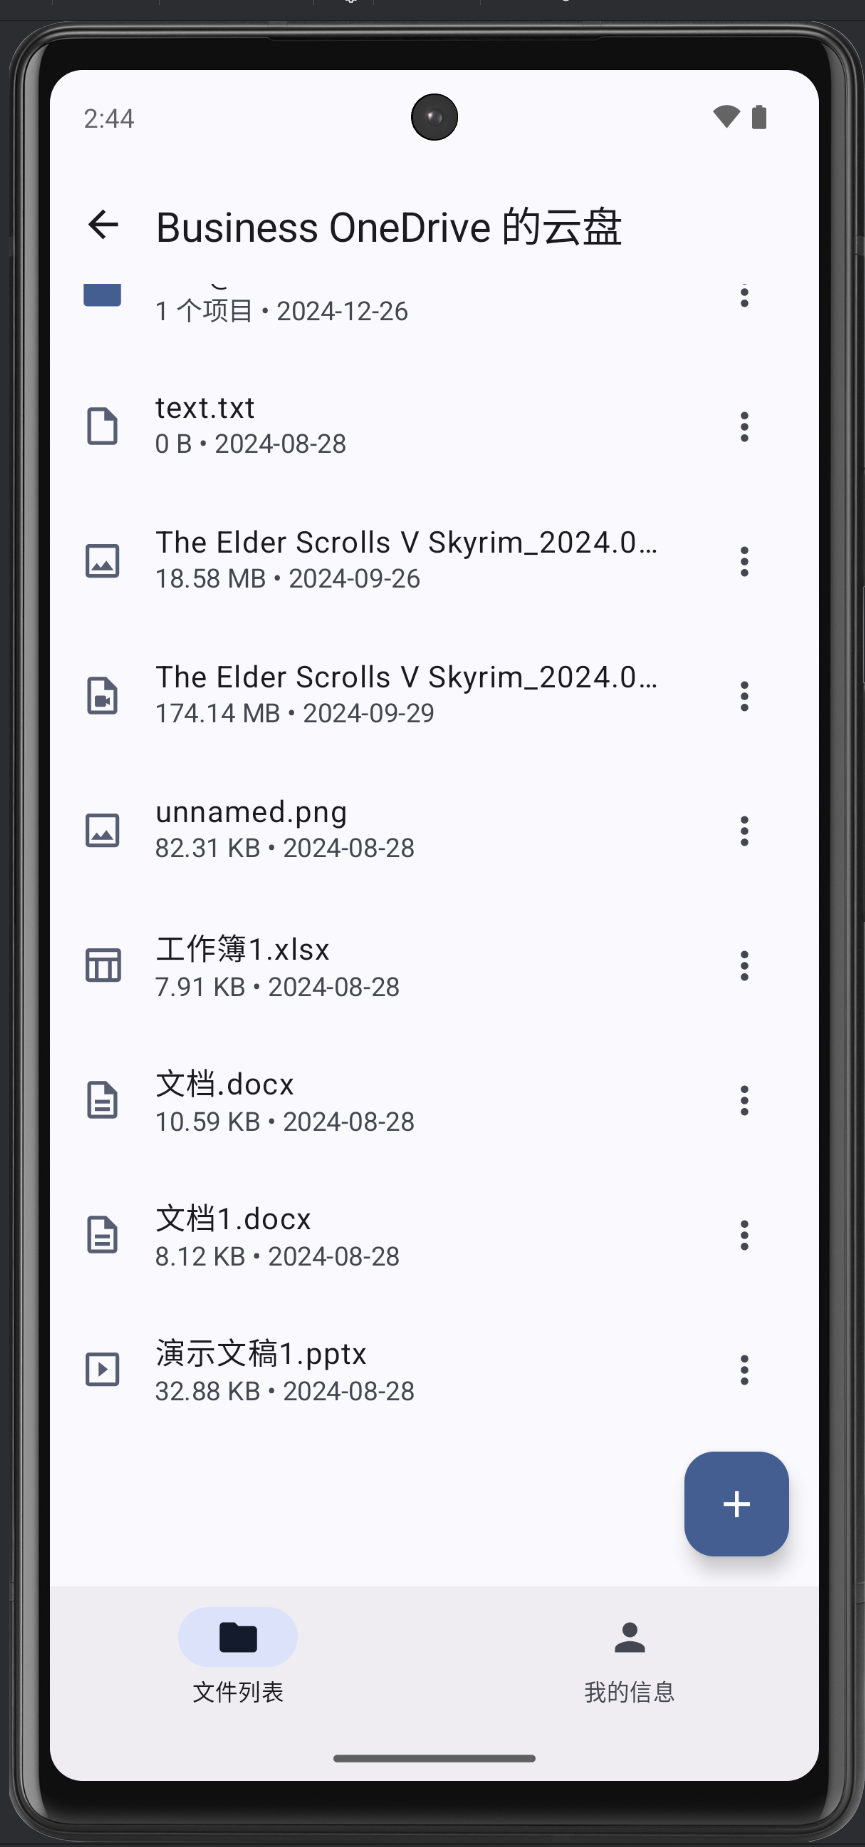 2:44
Business OneDrive 的云盘
1 个项目 • 2024-12-26
text.txt
0 B • 2024-08-28
The Elder Scrolls V Skyrim_2024.0...
18.58 MB • 2024-09-26
The Elder Scrolls V Skyrim_2024.0...
174.14 MB • 2024-09-29
unnamed.png
82.31 KB • 2024-08-28
工作簿1.xlsx
7.91 KB • 2024-08-28
文档.docx
10.59 KB • 2024-08-28
文档1.docx
8.12 KB • 2024-08-28
演示文稿1.pptx
32.88 KB • 2024-08-28
文件列表
我的信息